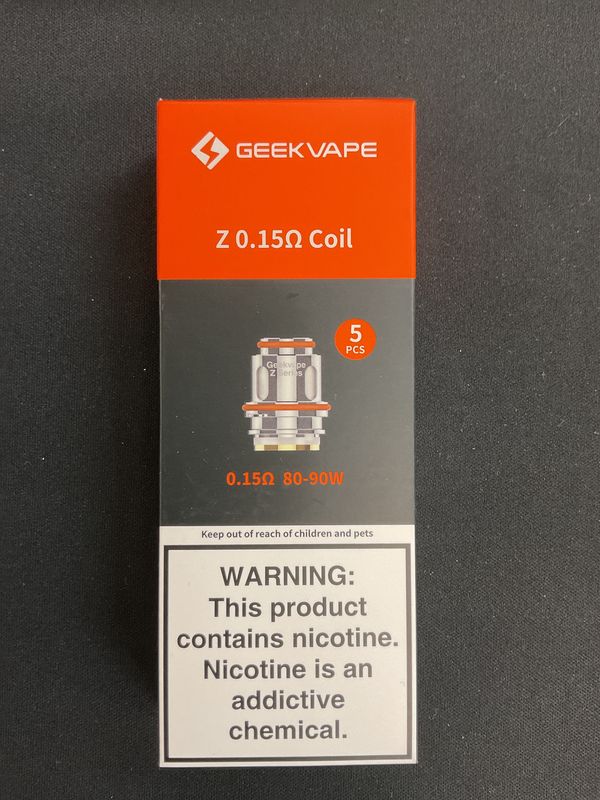 GEEKVAPE
Z 0.15Ω Coil
5
PCS
Geekvape
Z Series
0.15Ω 80-90W
Keep out of reach of children and pets
WARNING:
This product
contains nicotine.
Nicotine is an
addictive
chemical.